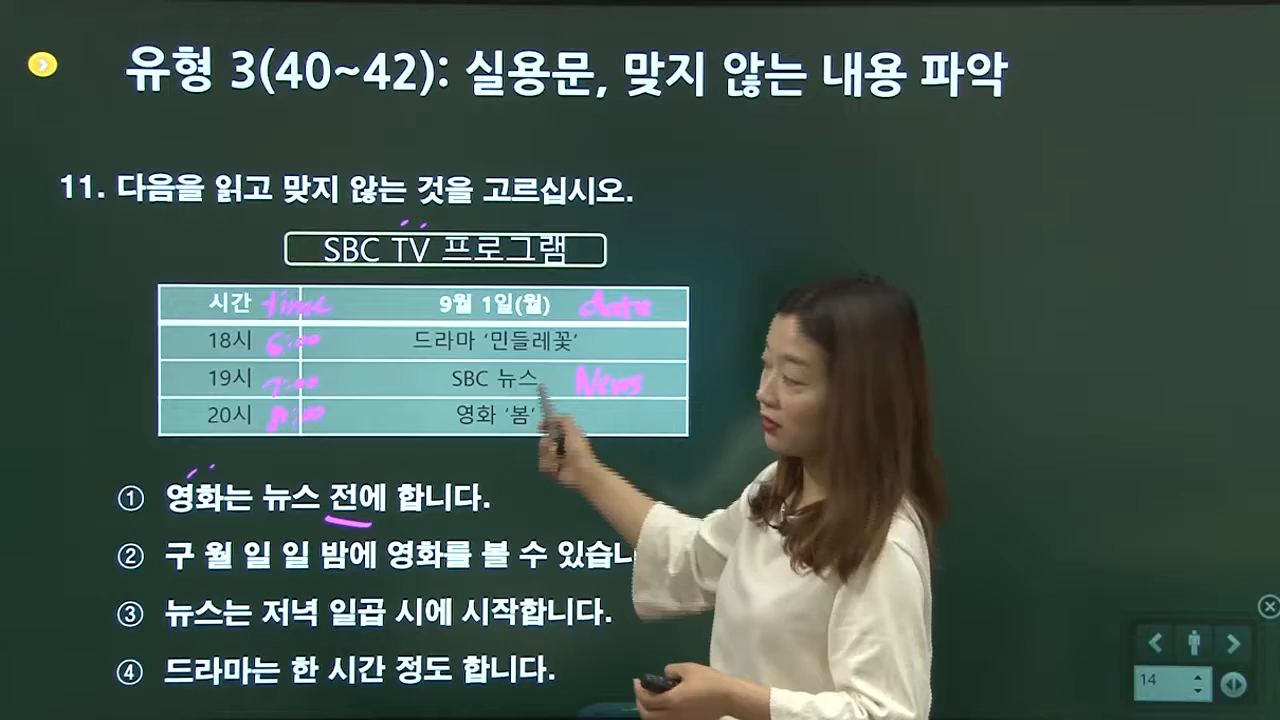 유형 3(40~42): 실용문, 맞지 않는 내용 파악
11. 다음을 읽고 맞지 않는 것을 고르십시오.
SBC TV 프로그램
시간 time 9월 1일(월) date
18시 6:00 드라마 ‘민들레꽃’
19시 7:00 SBC 뉴스 News
20시 8:00 영화 ‘봄’
① 영화는 뉴스 전에 합니다.
② 구 월 일 일 밤에 영화를 볼 수
③ 뉴스는 저녁 일곱 시에 시작합니다.
④ 드라마는 한 시간 정도 합니다.
14